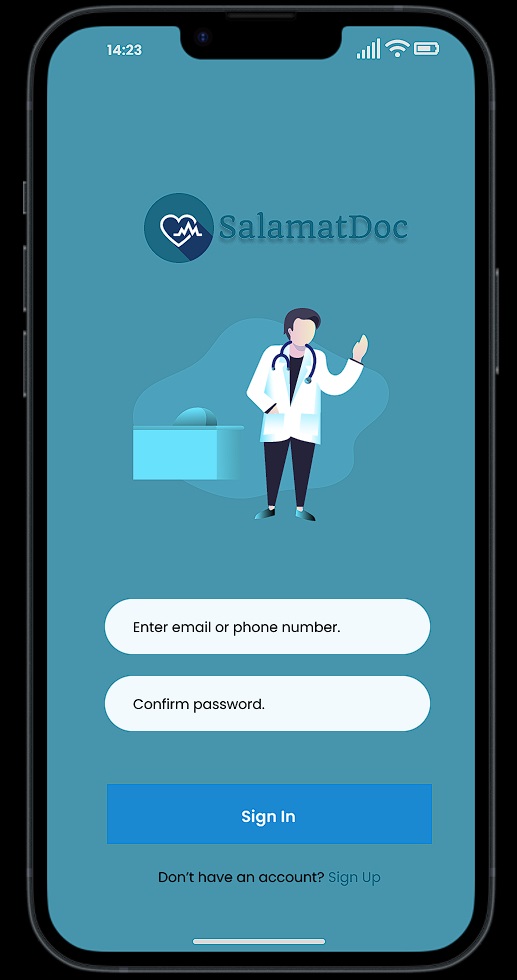 14:23
SalamatDoc
Enter email or phone number.
Confirm password.
Sign In
Don’t have an account? Sign Up